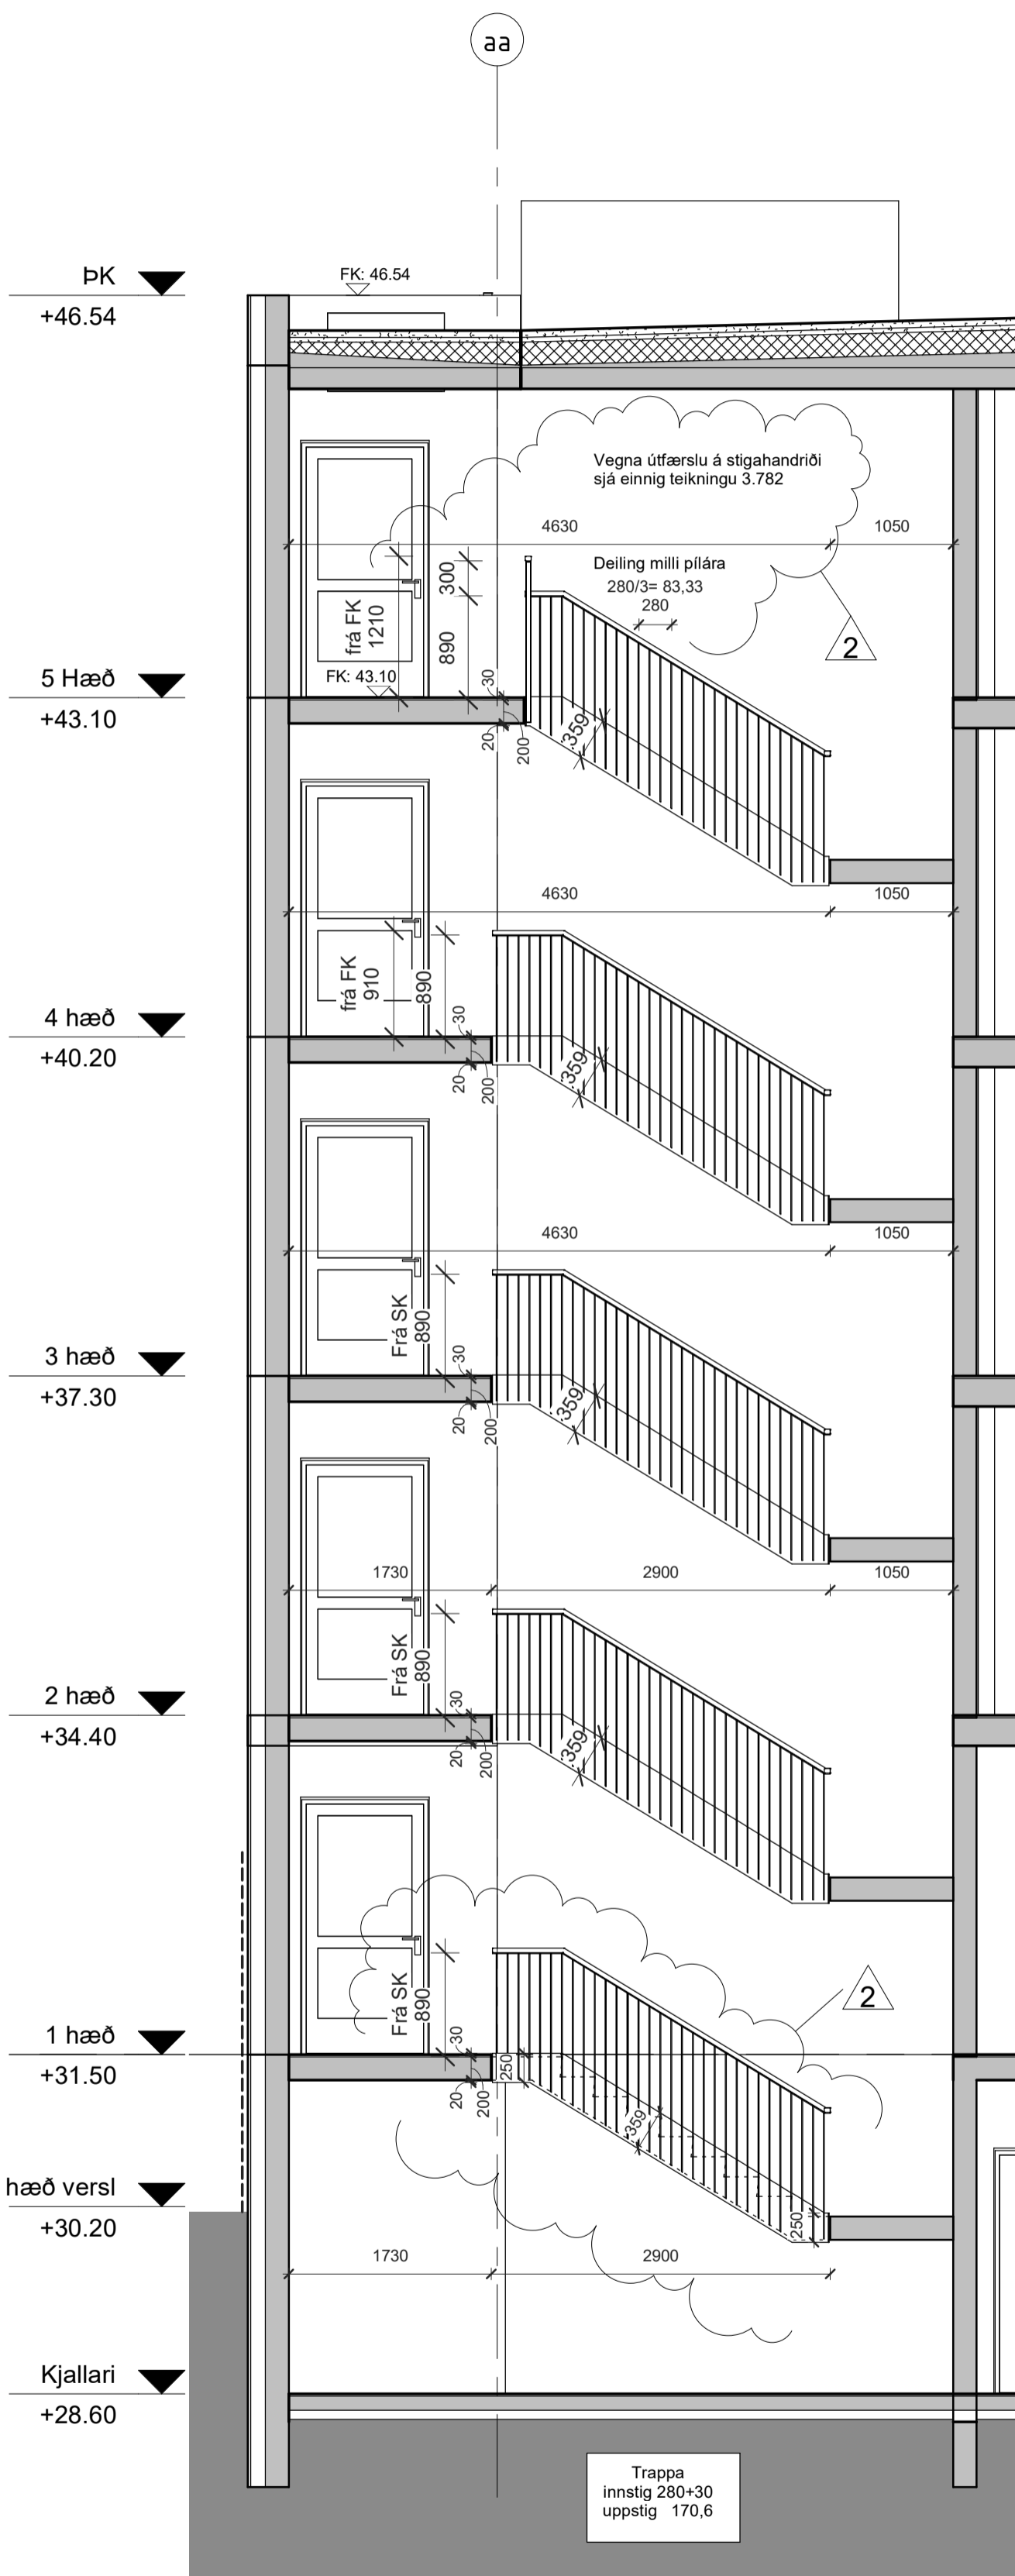 aa
ÞK
+46.54
FK: 46.54
Vegna útfærslu á stigahandriði
sjá einnig teikningu 3.782
4630
1050
Deiling milli pílára
280/3= 83,33
280
2
300
890
frá FK
1210
5 Hæð
+43.10
FK: 43.10
30
20
200
359
4630
1050
frá FK
910
890
4 hæð
+40.20
30
20
200
359
4630
1050
Frá SK
890
3 hæð
+37.30
30
20
200
359
1730
2900
1050
Frá SK
890
2 hæð
+34.40
30
20
200
359
2
Frá SK
890
1 hæð
+31.50
30
20
200
250
359
hæð versl
+30.20
250
1730
2900
Kjallari
+28.60
Trappa
innstig 280+30
uppstig 170,6